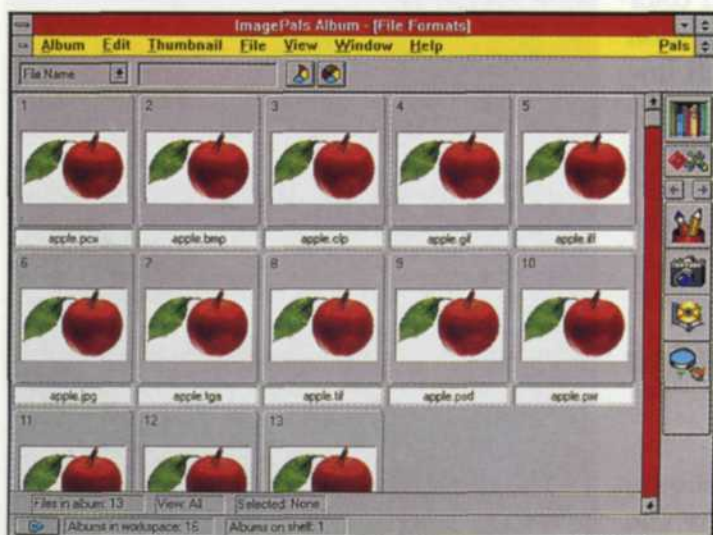 ImagePals Album - [File Formats]
Album Edit Thumbnail File View Window Help Pals
File Name
1 2 3 4 5
apple.pcx apple.bmp apple.clp apple.gif apple.iff
6 7 8 9 10
apple.jpg apple.tga apple.tif apple.psd apple.pxr
11 12 13
Files in album: 13 View: All Selected: None
Albums in workspace: 16 Albums on shelf: 1